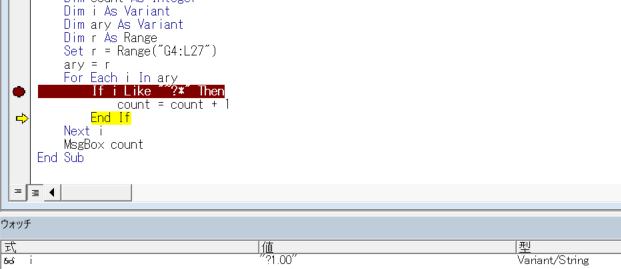 Dim count As Integer
Dim i As Variant
Dim ary As Variant
Dim r As Range
Set r = Range("G4:L27")
ary = r
For Each i In ary
If i Like "?*" Then
count = count + 1
End If
Next i
MsgBox count
End Sub
ウォッチ
式 値 型
i "?1.00" Variant/String